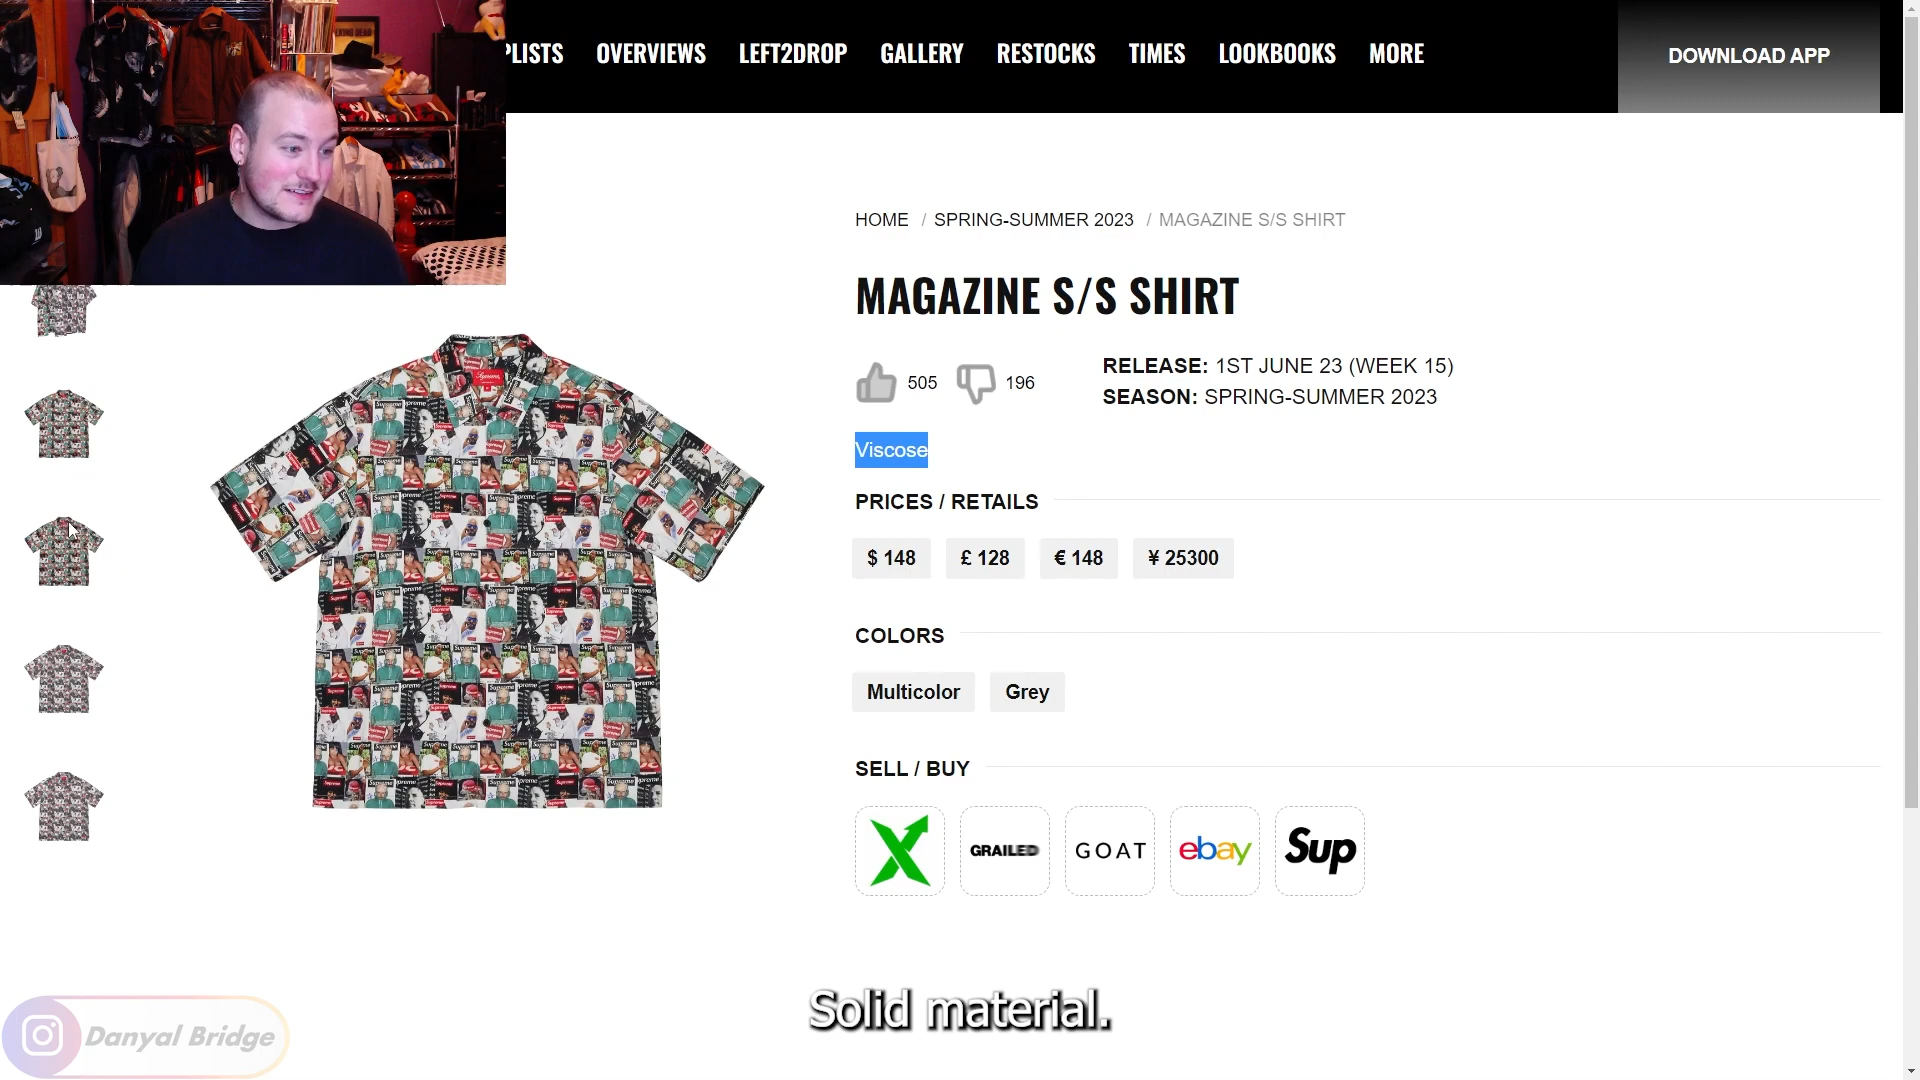 OVERVIEWS
LEFT2DROP
GALLERY
RESTOCKS
TIMES
LOOKBOOKS
MORE
DOWNLOAD APP
HOME / SPRING-SUMMER 2023 / MAGAZINE S/S SHIRT
MAGAZINE S/S SHIRT
505
196
RELEASE: 1ST JUNE 23 (WEEK 15)
SEASON: SPRING-SUMMER 2023
Viscose
PRICES / RETAILS
$ 148
£ 128
€ 148
¥ 25300
COLORS
Multicolor
Grey
SELL / BUY
GRAILED
GOAT
ebay
Sup
Solid material.
Danyal Bridge